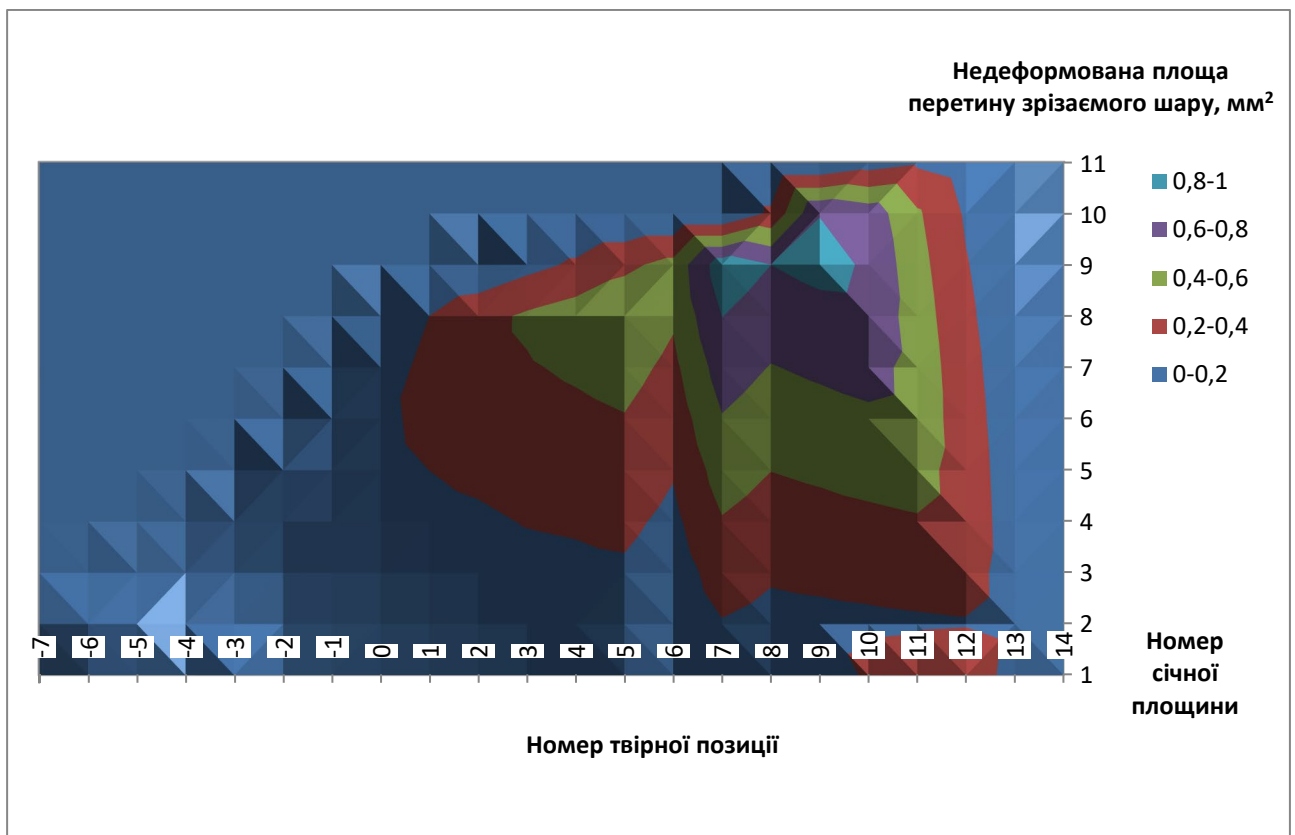 Недеформована площа
перетину зрізаємого шару, мм²
0,8-1
0,6-0,8
0,4-0,6
0,2-0,4
0-0,2
11
10
9
8
7
6
5
4
3
2
1
-7 -6 -5 -4 -3 -2 -1 0 1 2 3 4 5 6 7 8 9 10 11 12 13 14
Номер
січної
площини
Номер твірної позиції